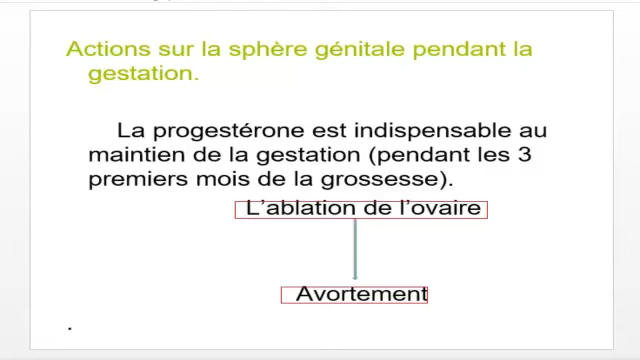 Actions sur la sphère génitale pendant la
gestation.
La progestérone est indispensable au
maintien de la gestation (pendant les 3
premiers mois de la grossesse).
L’ablation de l’ovaire
Avortement
.